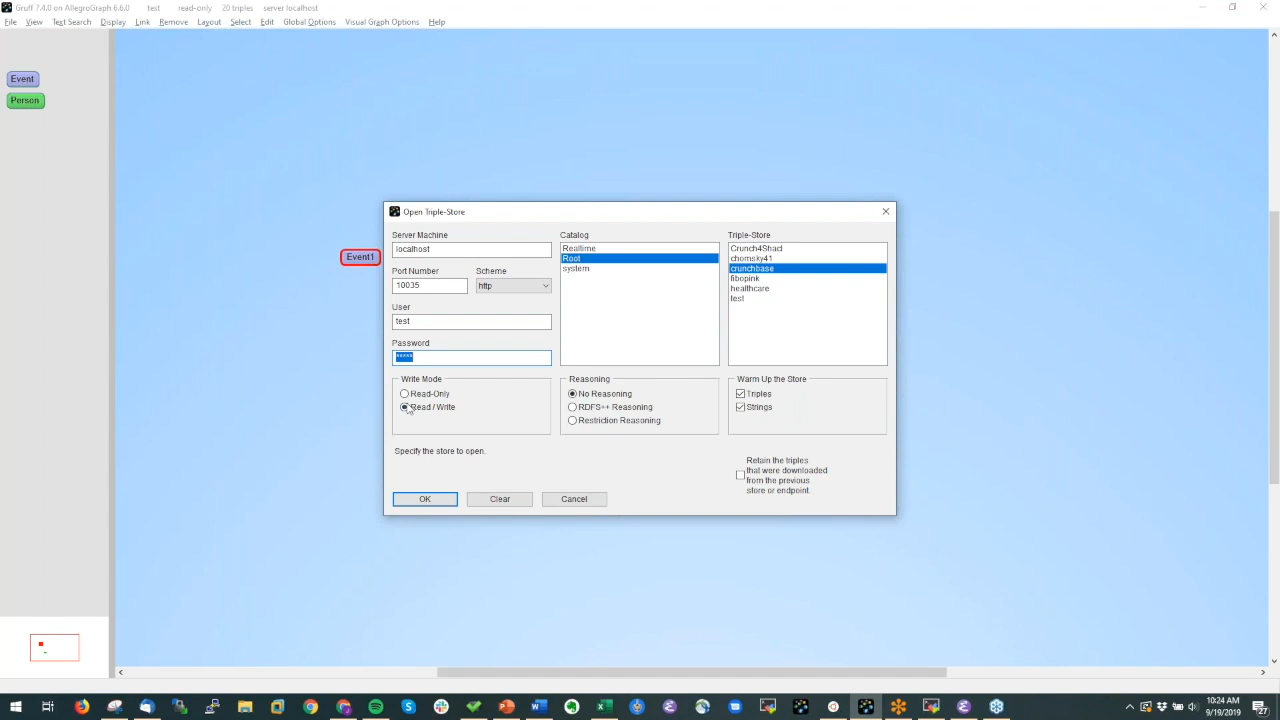 Gruff 7.4.0 on AllegroGraph 6.6.0 test read-only 20 triples server localhost
File View Text Search Display Link Remove Layout Select Edit Global Options Visual Graph Options Help
Event
Person
Event1
Open Triple-Store
Server Machine
localhost
Port Number
Scheme
10035
http
User
test
Password
*****
Catalog
Realtime
Root
system
Triple-Store
Crunch4Shacl
chomsky41
crunchbase
fibopink
healthcare
test
Write Mode
Read-Only
Read / Write
Reasoning
No Reasoning
RDFS++ Reasoning
Restriction Reasoning
Warm Up the Store
Triples
Strings
Specify the store to open.
Retain the triples
that were downloaded
from the previous
store or endpoint.
OK
Clear
Cancel
10:24 AM
9/19/2019
27